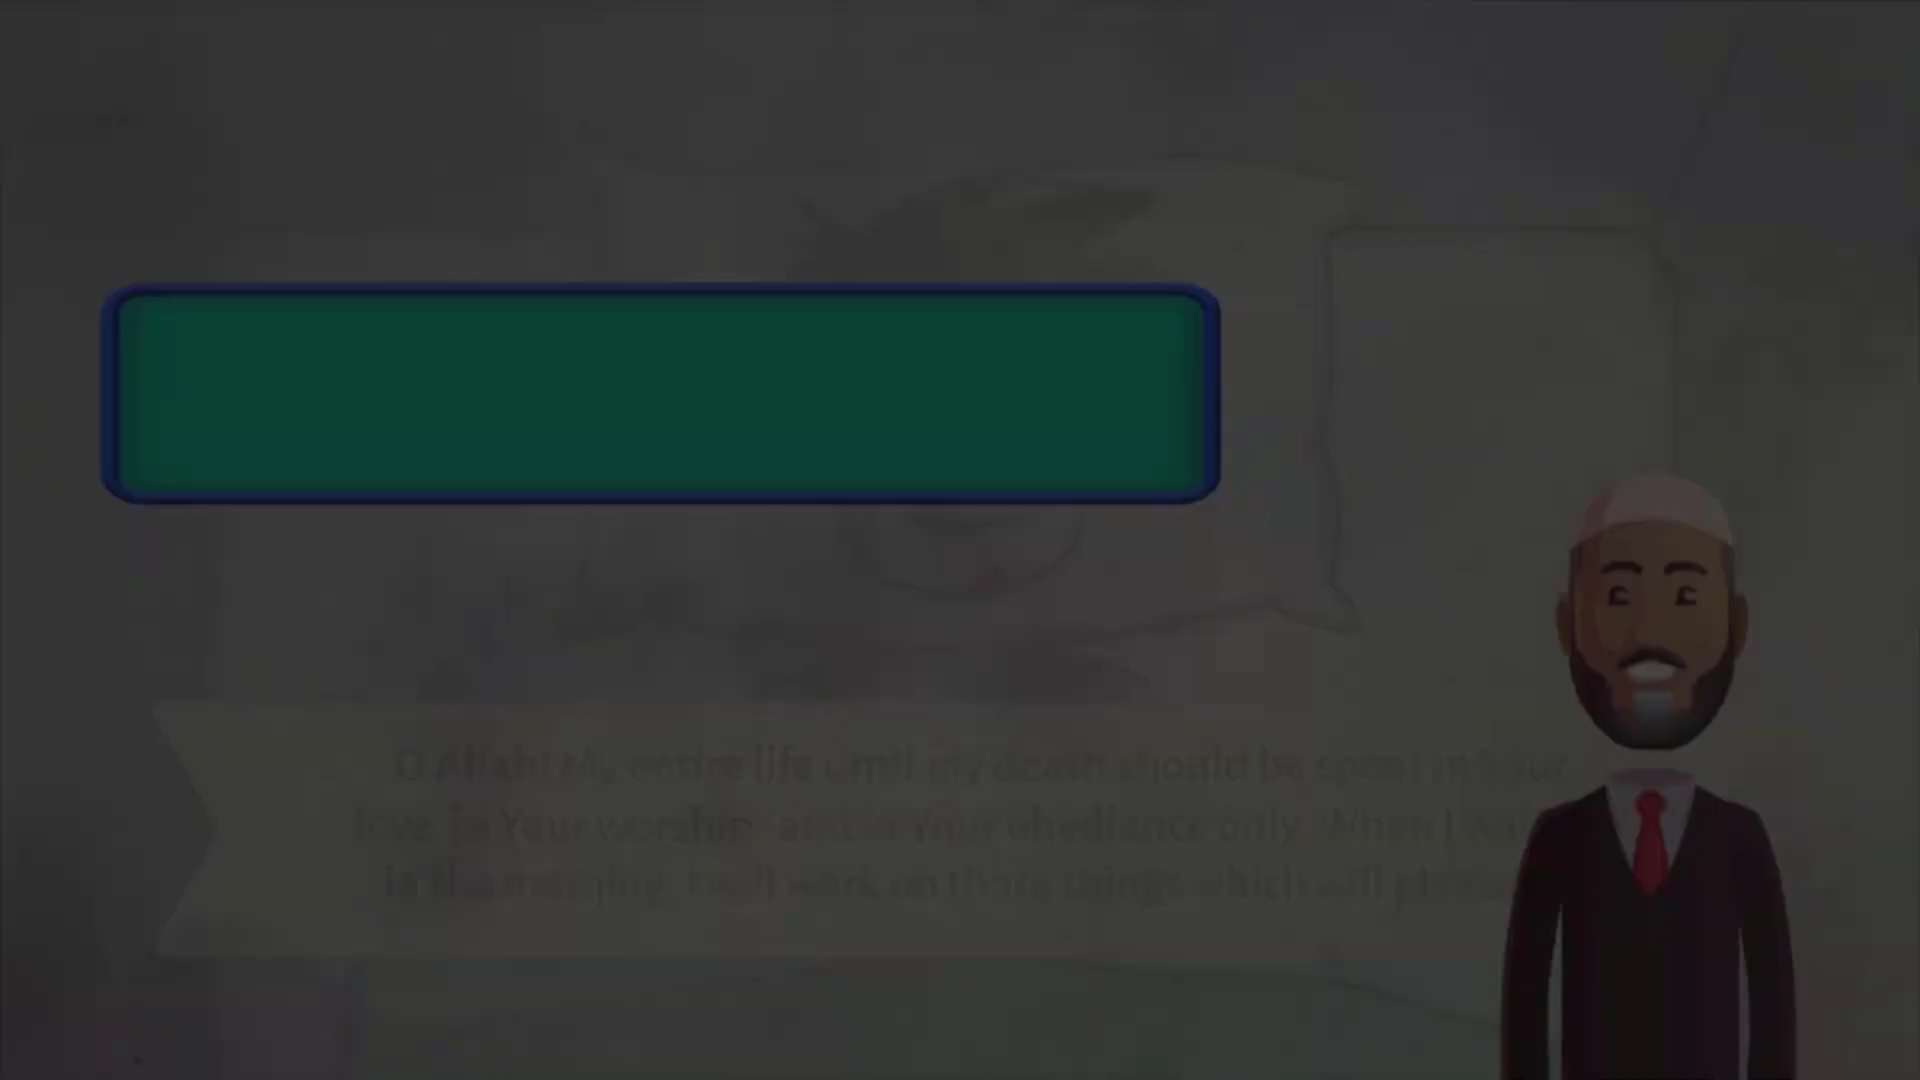 O Allah! My entire life until my death should be spent in Your
love, in Your worship, and in Your obedience only. When I
in the morning, I will work on those things which will